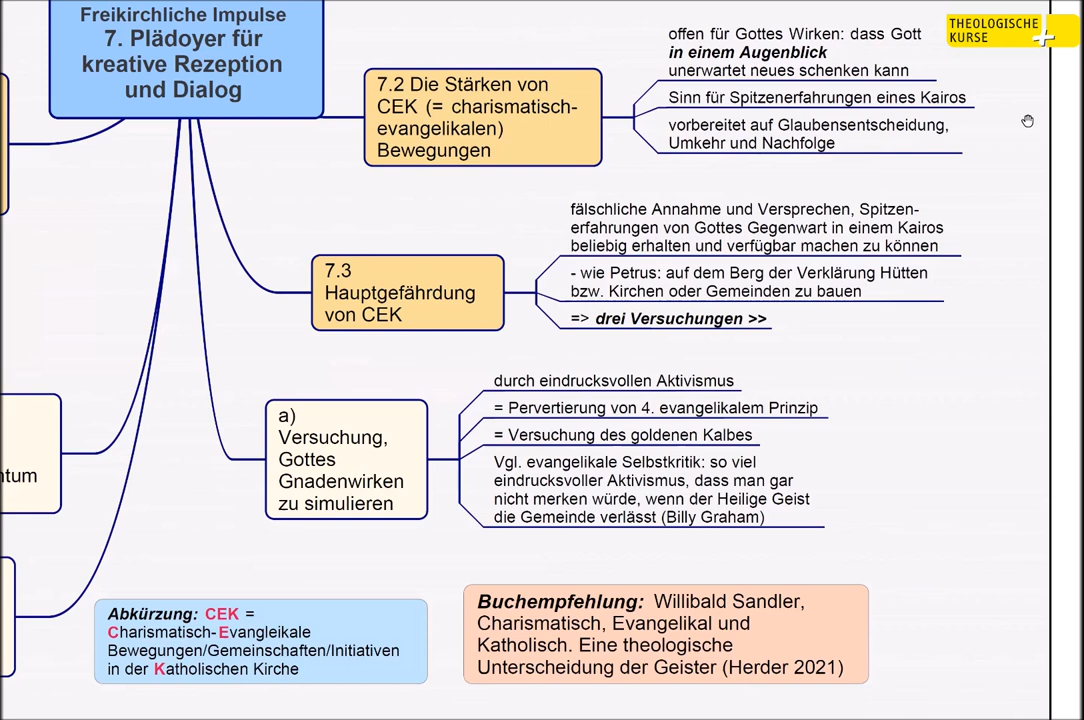 Freikirchliche Impulse
7. Plädoyer für
kreative Rezeption
und Dialog
THEOLOGISCHE
KURSE
7.2 Die Stärken von
CEK (= charismatisch-
evangelikalen)
Bewegungen
offen für Gottes Wirken: dass Gott
in einem Augenblick
unerwartet neues schenken kann
Sinn für Spitzenerfahrungen eines Kairos
vorbereitet auf Glaubensentscheidung,
Umkehr und Nachfolge
7.3
Hauptgefährdung
von CEK
fälschliche Annahme und Versprechen, Spitzen-
erfahrungen von Gottes Gegenwart in einem Kairos
beliebig erhalten und verfügbar machen zu können
- wie Petrus: auf dem Berg der Verklärung Hütten
bzw. Kirchen oder Gemeinden zu bauen
=> drei Versuchungen >>
a)
Versuchung,
Gottes
Gnadenwirken
zu simulieren
durch eindrucksvollen Aktivismus
= Pervertierung von 4. evangelikalem Prinzip
= Versuchung des goldenen Kalbes
Vgl. evangelikale Selbstkritik: so viel
eindrucksvoller Aktivismus, dass man gar
nicht merken würde, wenn der Heilige Geist
die Gemeinde verlässt (Billy Graham)
ntum
Abkürzung: CEK =
Charismatisch-Evangleikale
Bewegungen/Gemeinschaften/Initiativen
in der Katholischen Kirche
Buchempfehlung: Willibald Sandler,
Charismatisch, Evangelikal und
Katholisch. Eine theologische
Unterscheidung der Geister (Herder 2021)